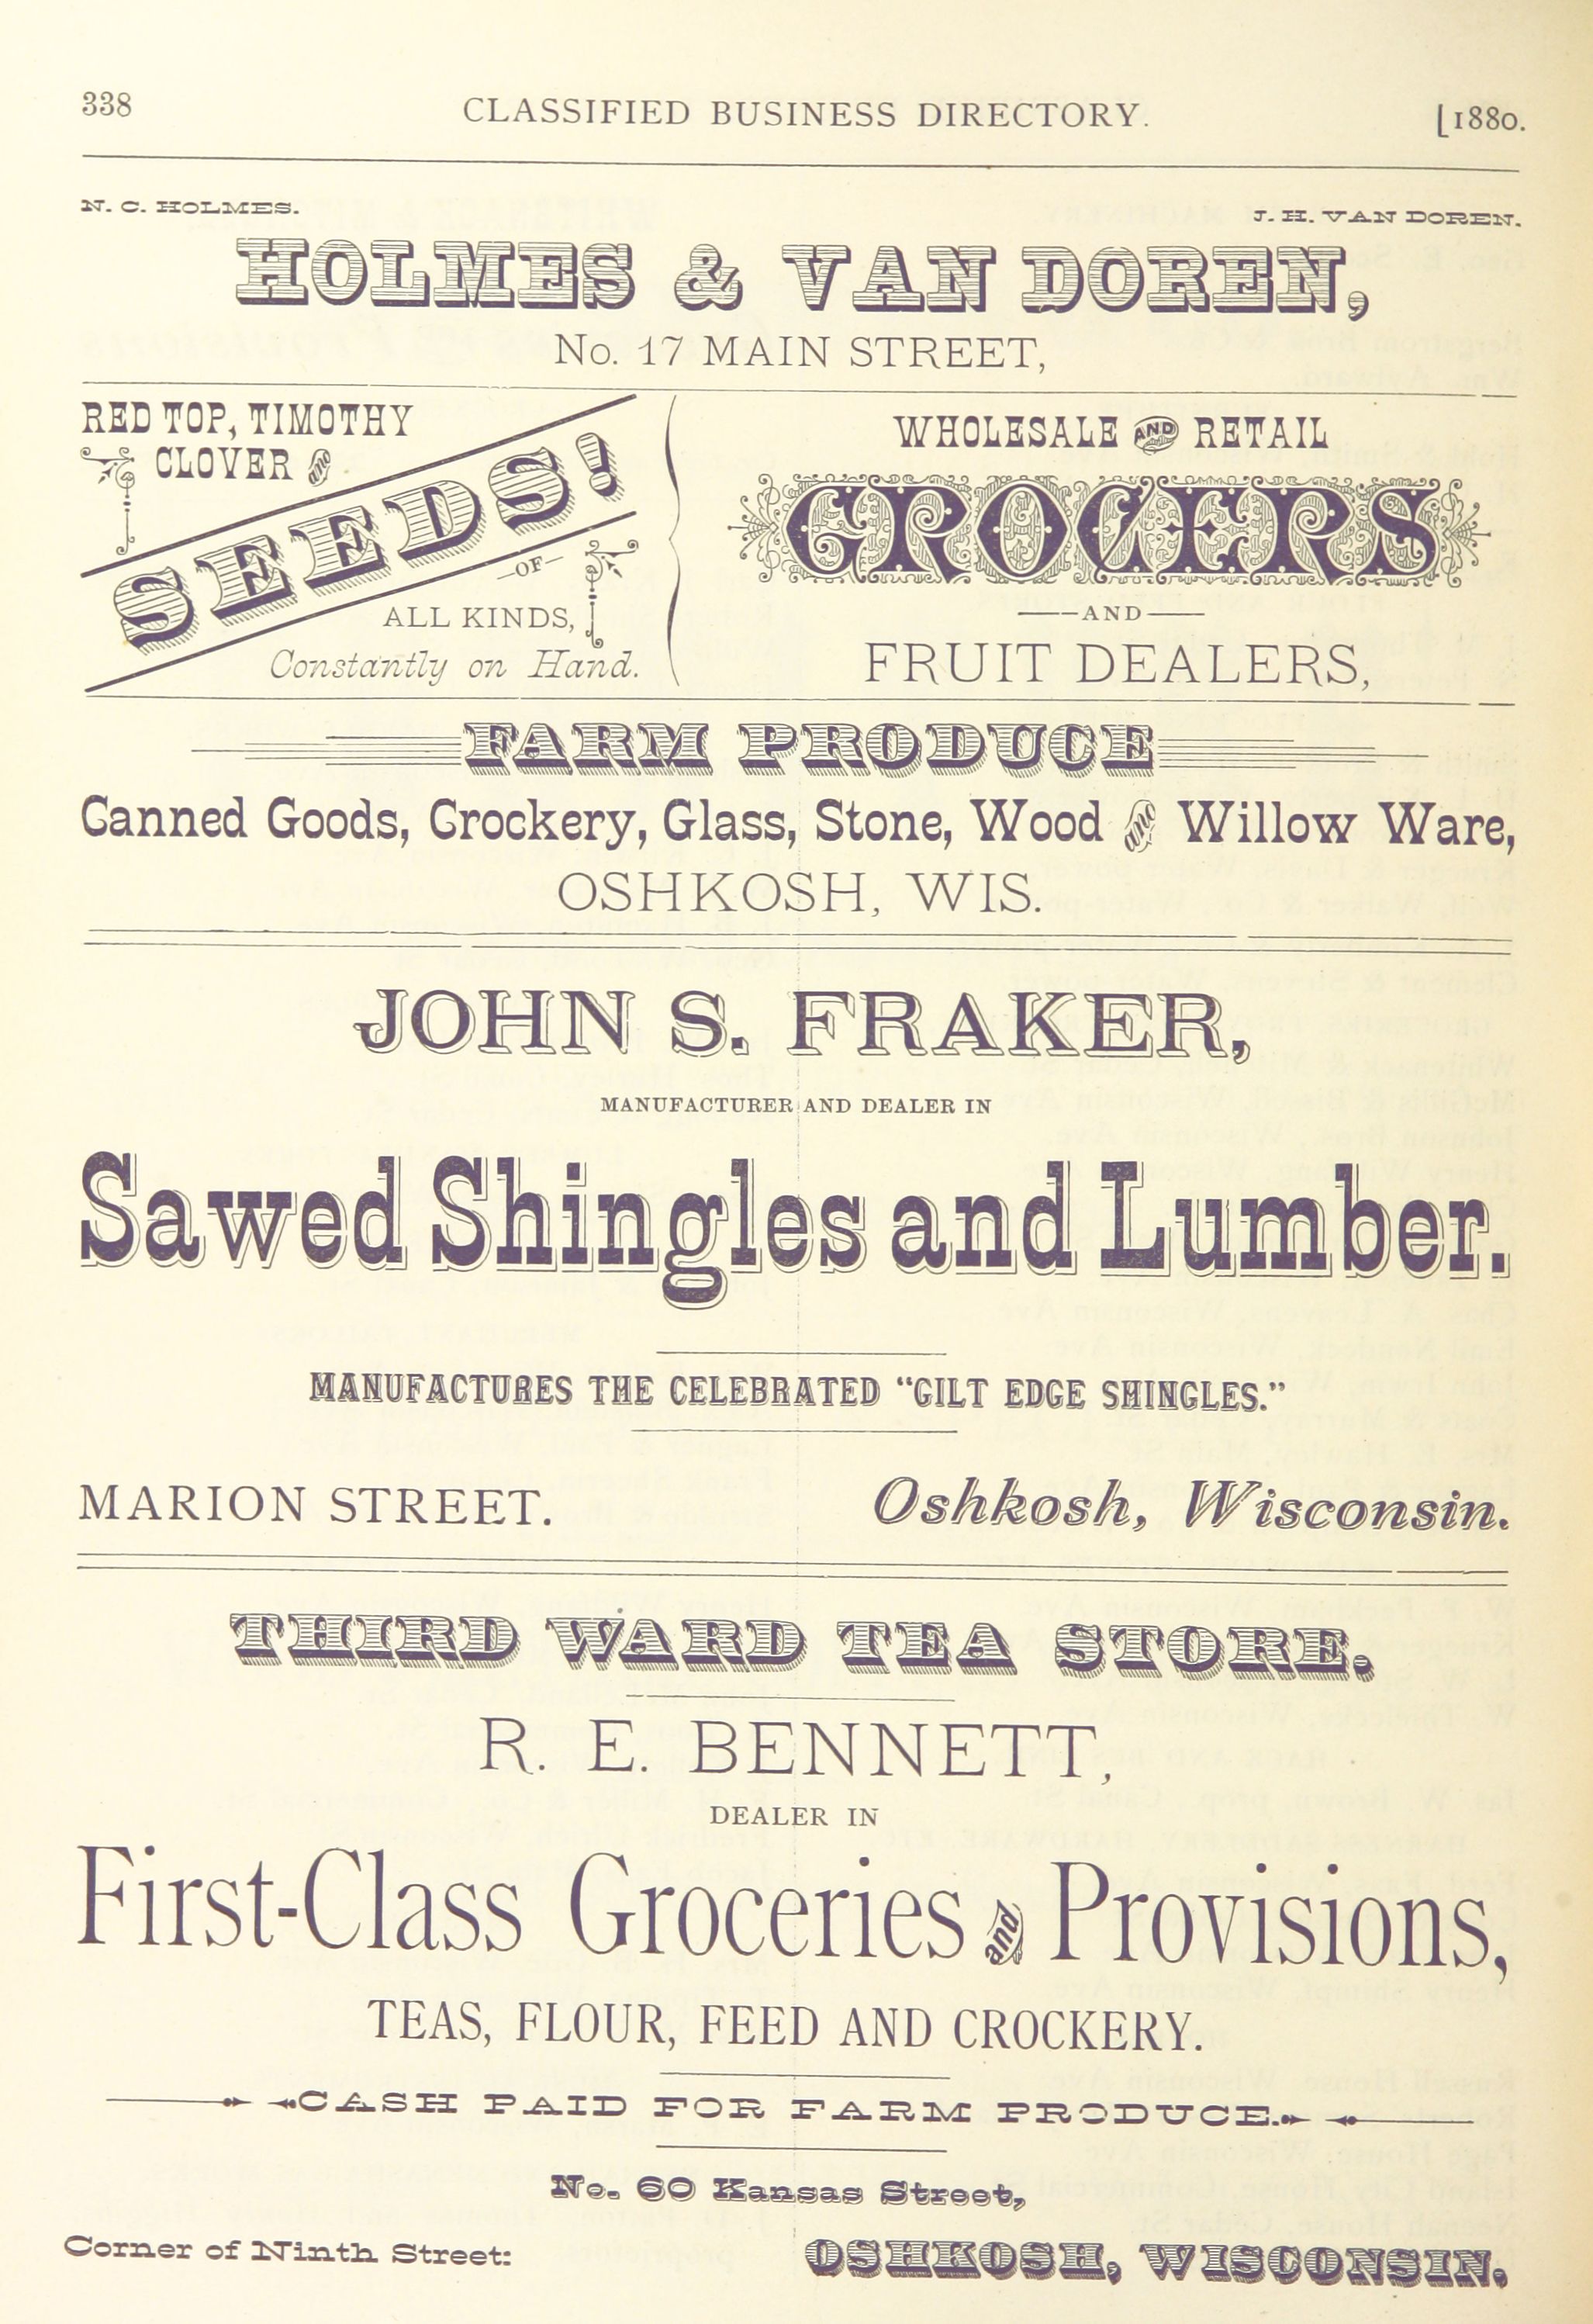 338 CLASSIFIED BUSINESS DIRECTORY. [1880.
N. C. HOLMES. J. H. VAN DOREN.
HOLMES & VAN DOREN,
No. 17 MAIN STREET,
RED TOP, TIMOTHY
CLOVER and
SEEDS!
—OF—
ALL KINDS,
Constantly on Hand.
WHOLESALE AND RETAIL
GROCERS
——AND——
FRUIT DEALERS,
FARM PRODUCE
Canned Goods, Crockery, Glass, Stone, Wood and Willow Ware,
OSHKOSH, WIS.
JOHN S. FRAKER,
MANUFACTURER AND DEALER IN
Sawed Shingles and Lumber.
MANUFACTURES THE CELEBRATED “GILT EDGE SHINGLES.”
MARION STREET. Oshkosh, Wisconsin.
THIRD WARD TEA STORE.
R. E. BENNETT,
DEALER IN
First-Class Groceries and Provisions,
TEAS, FLOUR, FEED AND CROCKERY.
CASH PAID FOR FARM PRODUCE.
No. 60 Kansas Street,
Corner of Ninth Street: OSHKOSH, WISCONSIN.